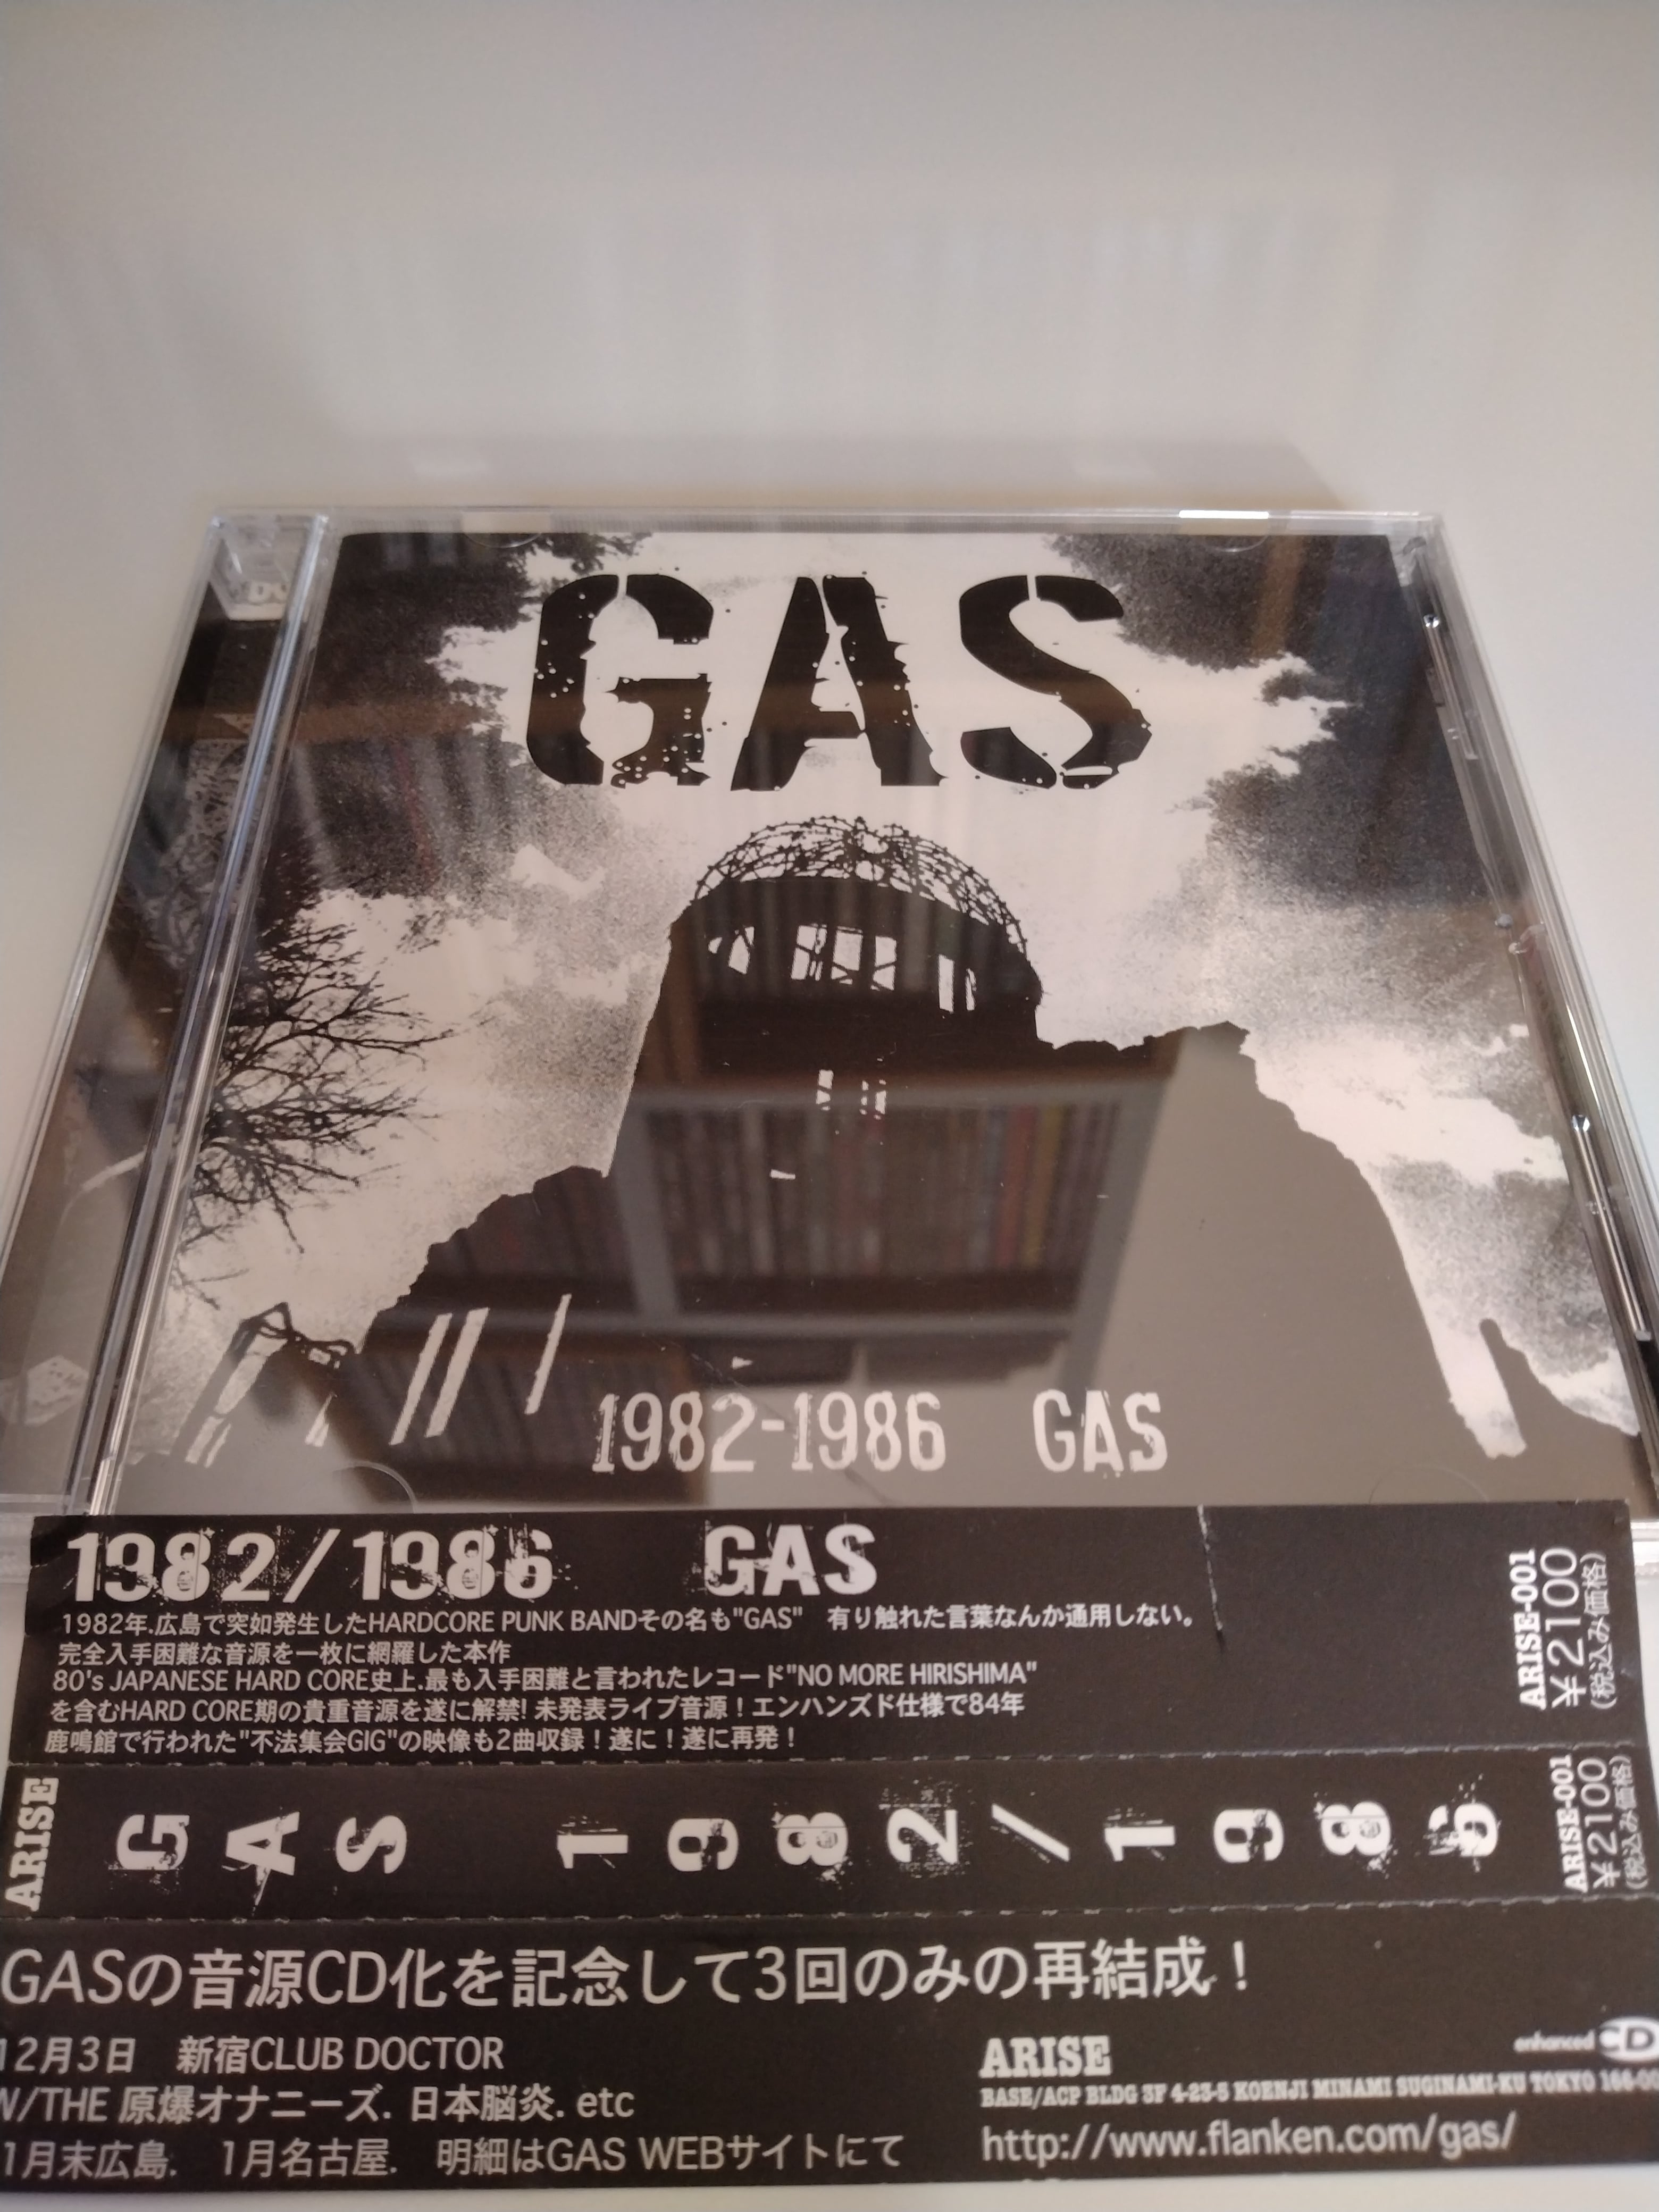 GAS
1982-1986 GAS
1982/1986 GAS
1982年.広島で突如発生したHARDCORE PUNK BANDその名も"GAS" 有り触れた言葉なんか通用しない。
完全入手困難な音源を一枚に網羅した本作
80's JAPANESE HARD CORE史上.最も入手困難と言われたレコード"NO MORE HIRISHIMA"
を含むHARD CORE期の貴重音源を遂に解禁! 未発表ライブ音源！エンハンズド仕様で84年
鹿鳴館で行われた"不法集会GIG"の映像も2曲収録！遂に！遂に再発！
ARISE-001
¥2100
(税込み価格)
ARISE
GAS 1982/1986
ARISE-001
¥2100
(税込み価格)
GASの音源CD化を記念して3回のみの再結成！
12月3日 新宿CLUB DOCTOR
W/THE 原爆オナニーズ. 日本脳炎. etc
1月末広島. 1月名古屋. 明細はGAS WEBサイトにて
enhanced CD
ARISE
BASE/ACP BLDG 3F 4-23-5 KOENJI MINAMI SUGINAMI-KU TOKYO 166-00
http://www.flanken.com/gas/